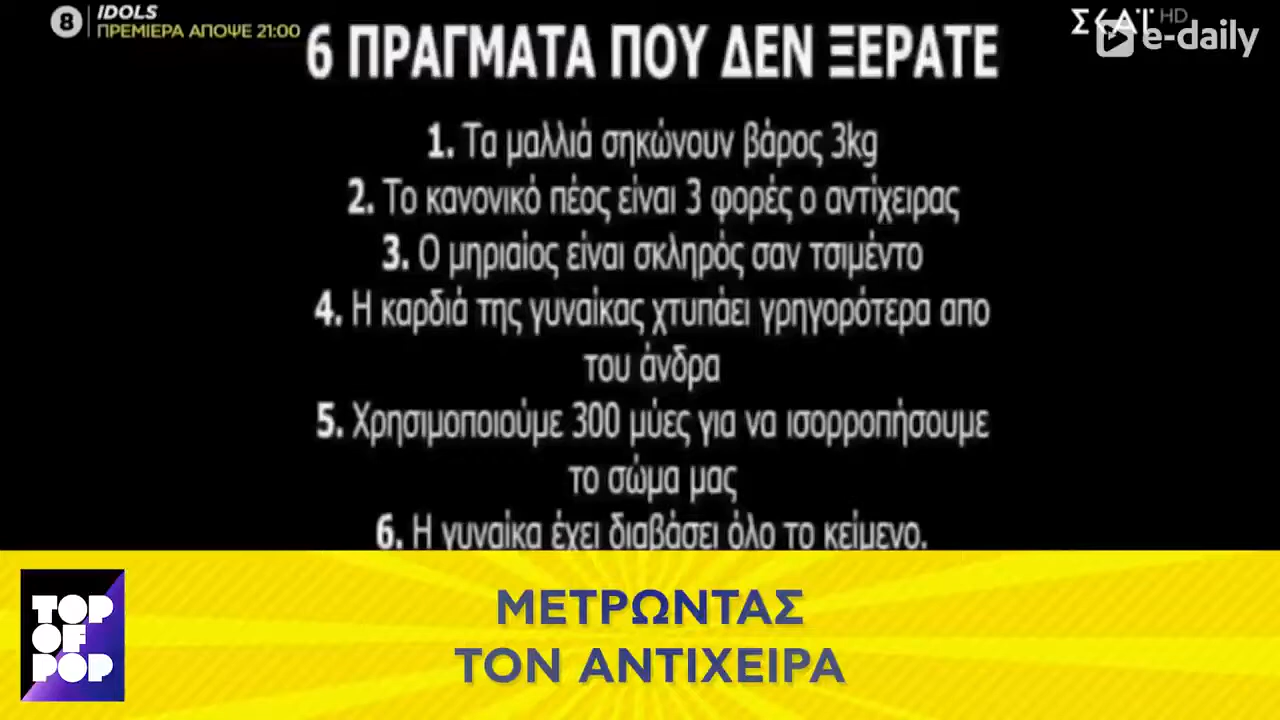 8 IDOLS
ΠΡΕΜΙΕΡΑ ΑΠΟΨΕ 21:00
ΣΚΑΪ HD
e-daily
6 ΠΡΑΓΜΑΤΑ ΠΟΥ ΔΕΝ ΞΕΡΑΤΕ
1. Τα μαλλιά σηκώνουν βάρος 3kg
2. Το κανονικό πέος είναι 3 φορές ο αντίχειρας
3. Ο μηριαίος είναι σκληρός σαν τσιμέντο
4. Η καρδιά της γυναίκας χτυπάει γρηγορότερα απο
του άνδρα
5. Χρησιμοποιούμε 300 μύες για να ισορροπήσουμε
το σώμα μας
6. Η γυναίκα έχει διαβάσει όλο το κείμενο.
TOP
OF
POP
ΜΕΤΡΩΝΤΑΣ
ΤΟΝ ΑΝΤΙΧΕΙΡΑ